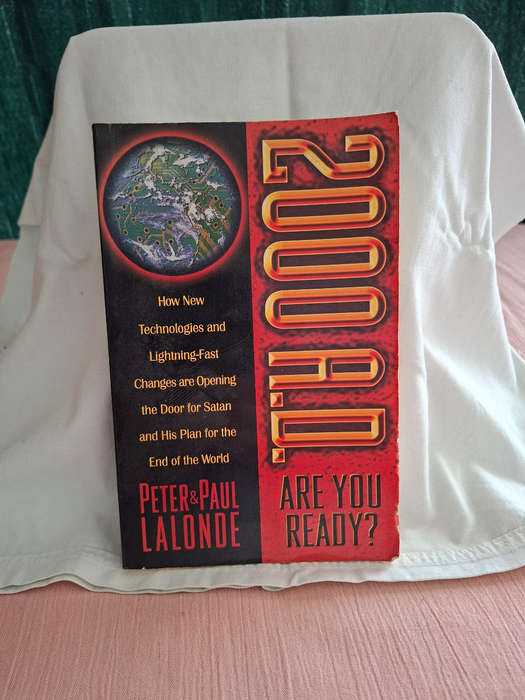 2000 A.D.
ARE YOU
READY?
How New
Technologies and
Lightning-Fast
Changes are Opening
the Door for Satan
and His Plan for the
End of the World
PETER & PAUL
LALONDE